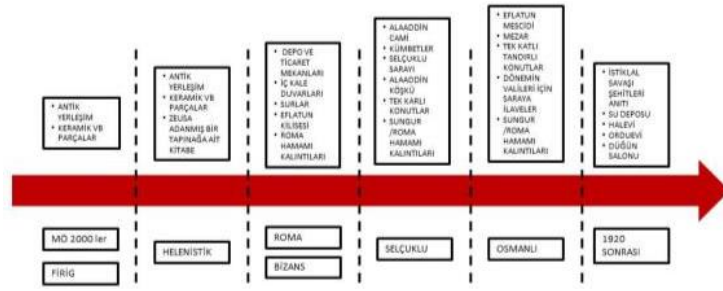 • ANTİK
YERLEŞİM
• KERAMİK VB
PARÇALAR
• ANTİK
YERLEŞİM
• KERAMİK VB
PARÇALAR
• ZEUSA
ADANMIŞ BİR
TAPINAĞA AİT
KİTABE
• DEPO VE
TİCARET
MEKANLARI
• İÇ KALE
DUVARLARI
• SURLAR
• EFLATUN
KİLİSESİ
• ROMA
HAMAMI
KALINTILARI
• ALAADDİN
CAMİ
• KÜMBETLER
• SELÇUKLU
SARAYI
• ALAADDİN
KÖŞKÜ
• TEK KARLI
KONUTLAR
• SUNGUR
/ROMA
HAMAMI
KALINTILARI
• EFLATUN
MESCİDİ
• MEZAR
• TEK KATLI
TANDIRLI
KONUTLAR
• DÖNEMİN
VALİLERİ İÇİN
SARAYA
İLAVELER
• SUNGUR
/ROMA
HAMAMI
KALINTILARI
• İSTİKLAL
SAVAŞI
ŞEHİTLERİ
ANITI
• SU DEPOSU
• HALEVİ
• ORDUEVİ
• DÜĞÜN
SALONU
MÖ 2000 ler
FİRİG
HELENİSTİK
ROMA
BİZANS
SELÇUKLU
OSMANLI
1920
SONRASI